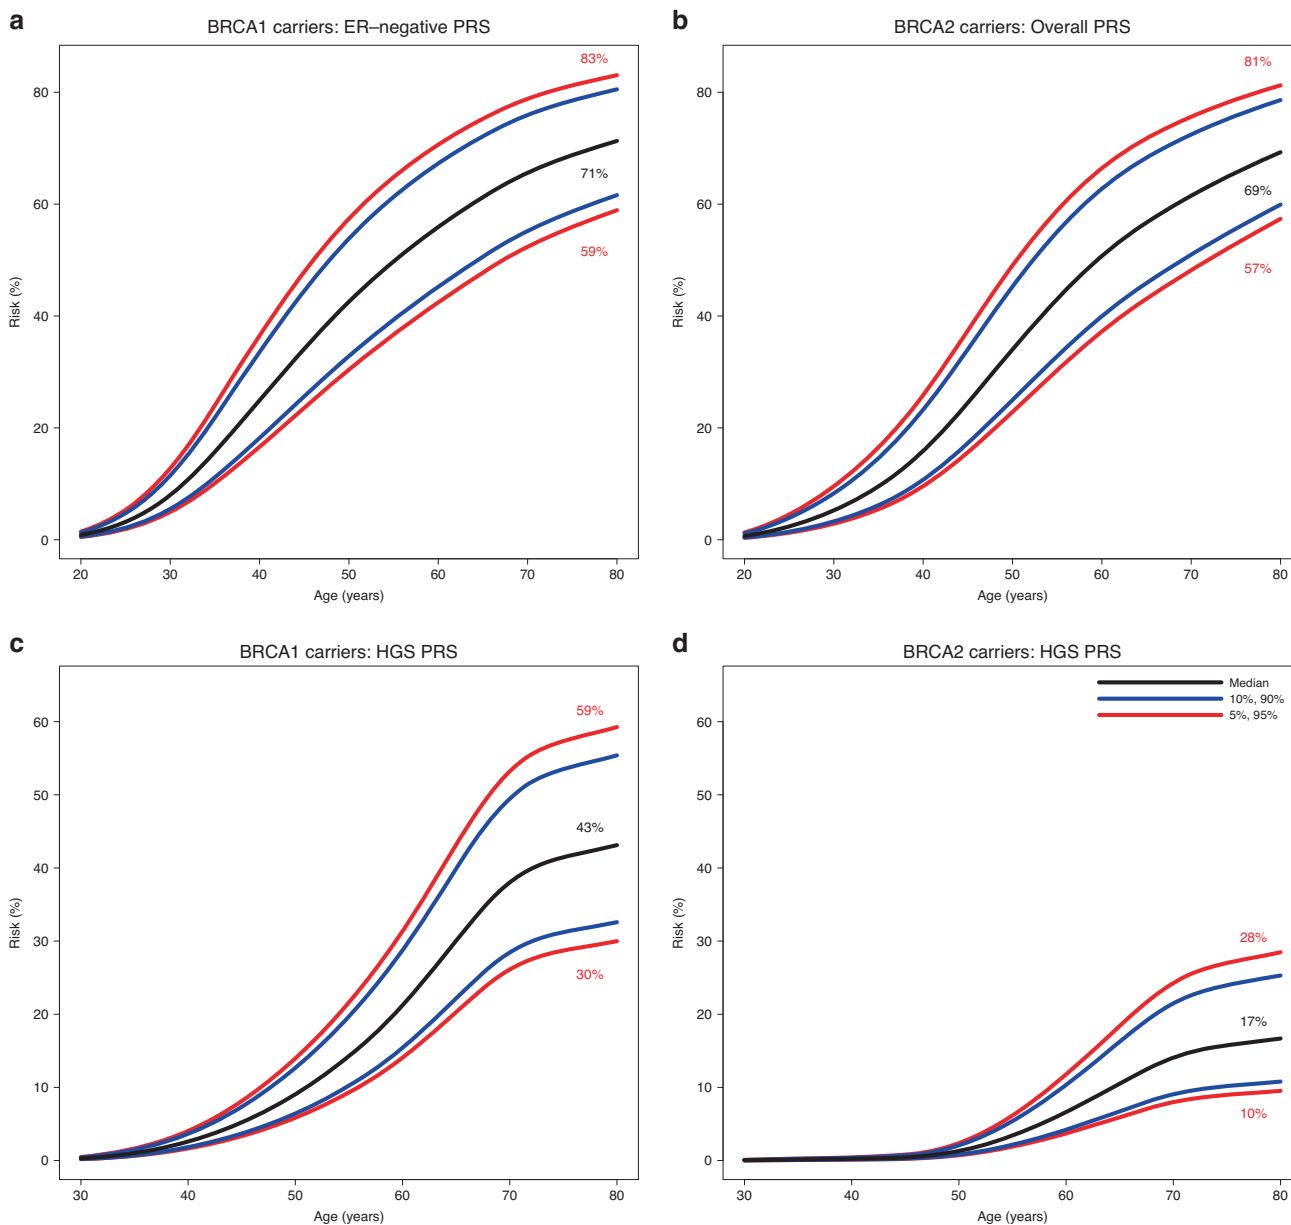 a
BRCA1 carriers: ER–negative PRS
83%
71%
59%
80
60
40
20
0
Risk (%)
20 30 40 50 60 70 80
Age (years)
b
BRCA2 carriers: Overall PRS
81%
69%
57%
80
60
40
20
0
Risk (%)
20 30 40 50 60 70 80
Age (years)
c
BRCA1 carriers: HGS PRS
59%
43%
30%
60
50
40
30
20
10
0
Risk (%)
30 40 50 60 70 80
Age (years)
d
BRCA2 carriers: HGS PRS
Median
10%, 90%
5%, 95%
28%
17%
10%
60
50
40
30
20
10
0
Risk (%)
30 40 50 60 70 80
Age (years)